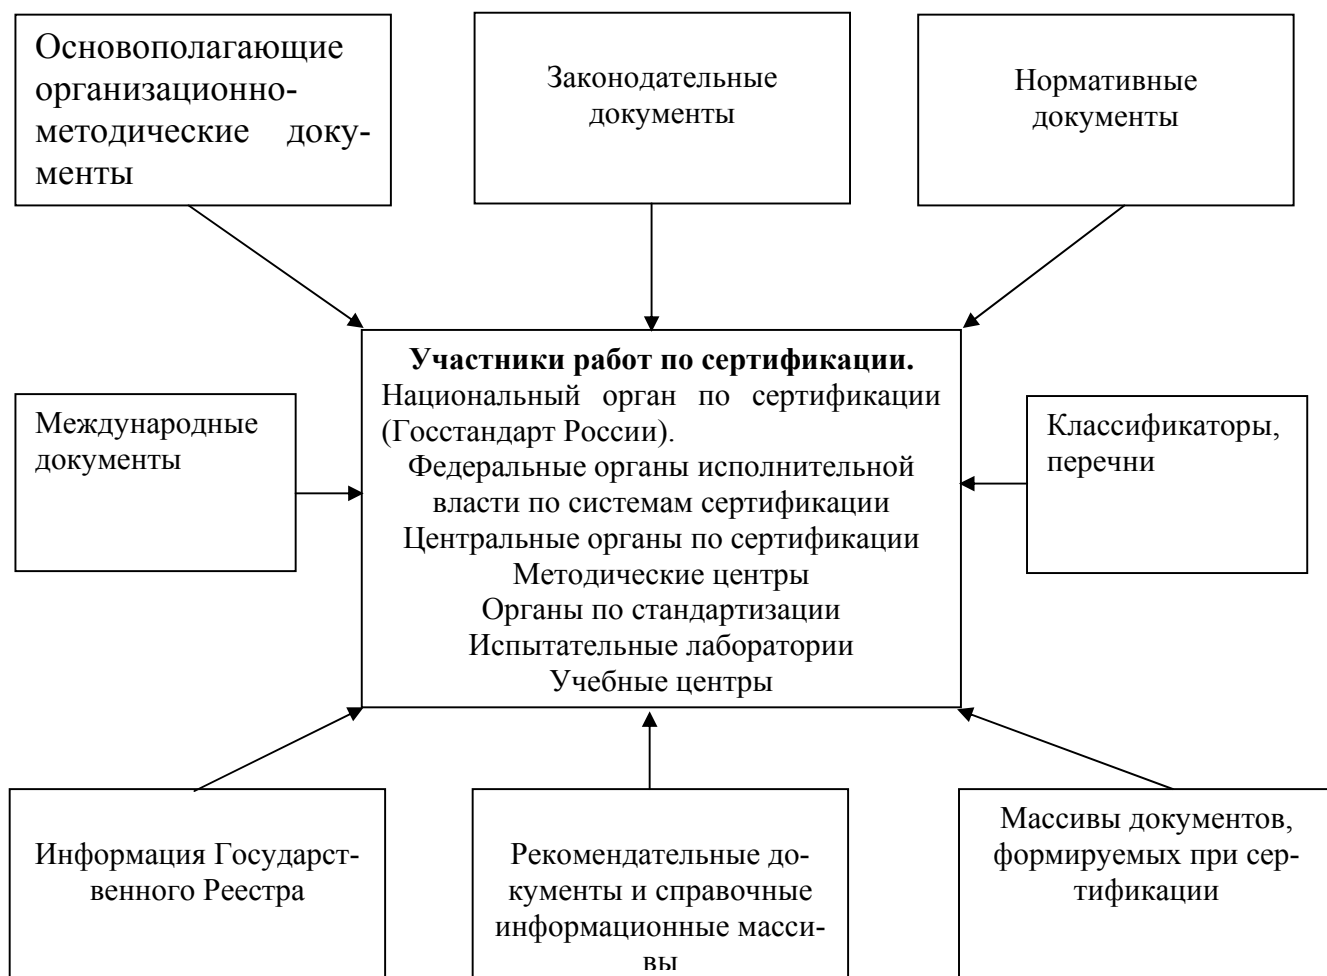 Основополагающие
организационно-
методические доку-
менты
Законодательные
документы
Нормативные
документы
Участники работ по сертификации.
Национальный орган по сертификации
(Госстандарт России).
Федеральные органы исполнительной
власти по системам сертификации
Центральные органы по сертификации
Методические центры
Органы по стандартизации
Испытательные лаборатории
Учебные центры
Международные
документы
Классификаторы,
перечни
Информация Государст-
венного Реестра
Рекомендательные до-
кументы и справочные
информационные масси-
вы
Массивы документов,
формируемых при сер-
тификации